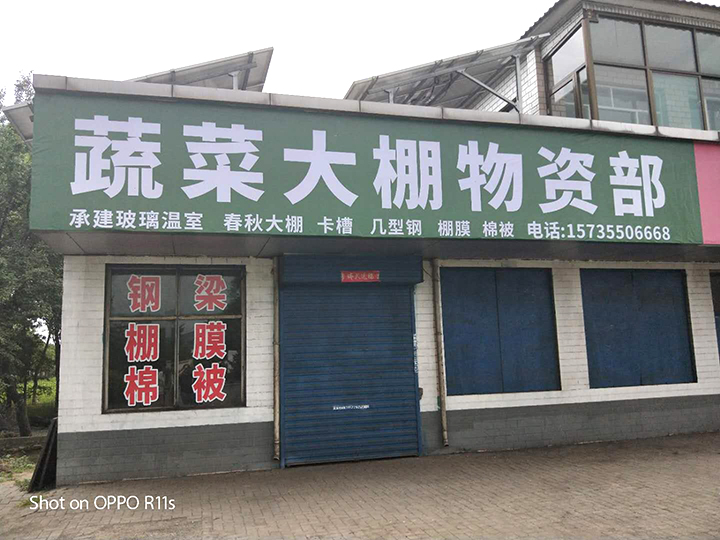 蔬菜大棚物资部
承建玻璃温室 春秋大棚 卡槽 几型钢 棚膜 棉被 电话:15735506668
钢梁
棚膜
棉被
Shot on OPPO R11s